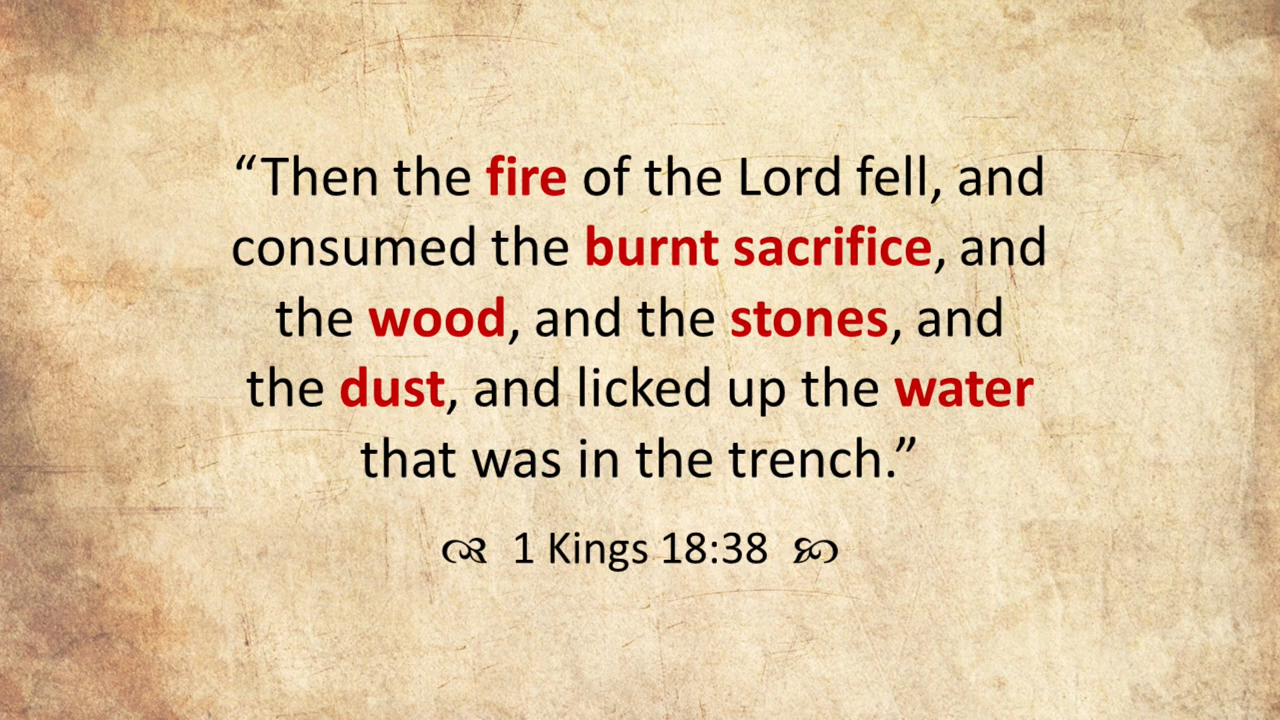 “Then the fire of the Lord fell, and
consumed the burnt sacrifice, and
the wood, and the stones, and
the dust, and licked up the water
that was in the trench.”
1 Kings 18:38